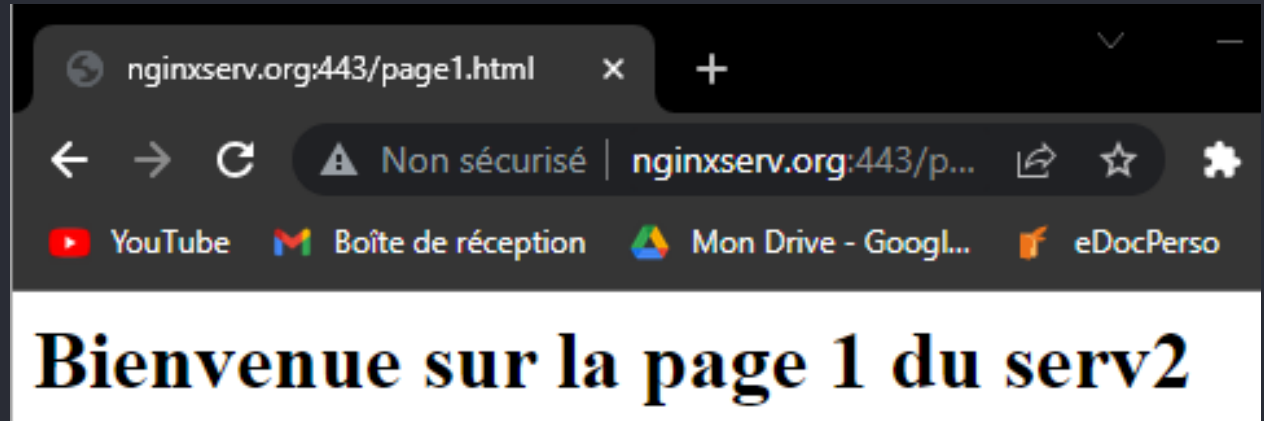 nginxserv.org:443/page1.html
Non sécurisé | nginxserv.org:443/p...
YouTube Boîte de réception Mon Drive - Googl... eDocPerso
Bienvenue sur la page 1 du serv2